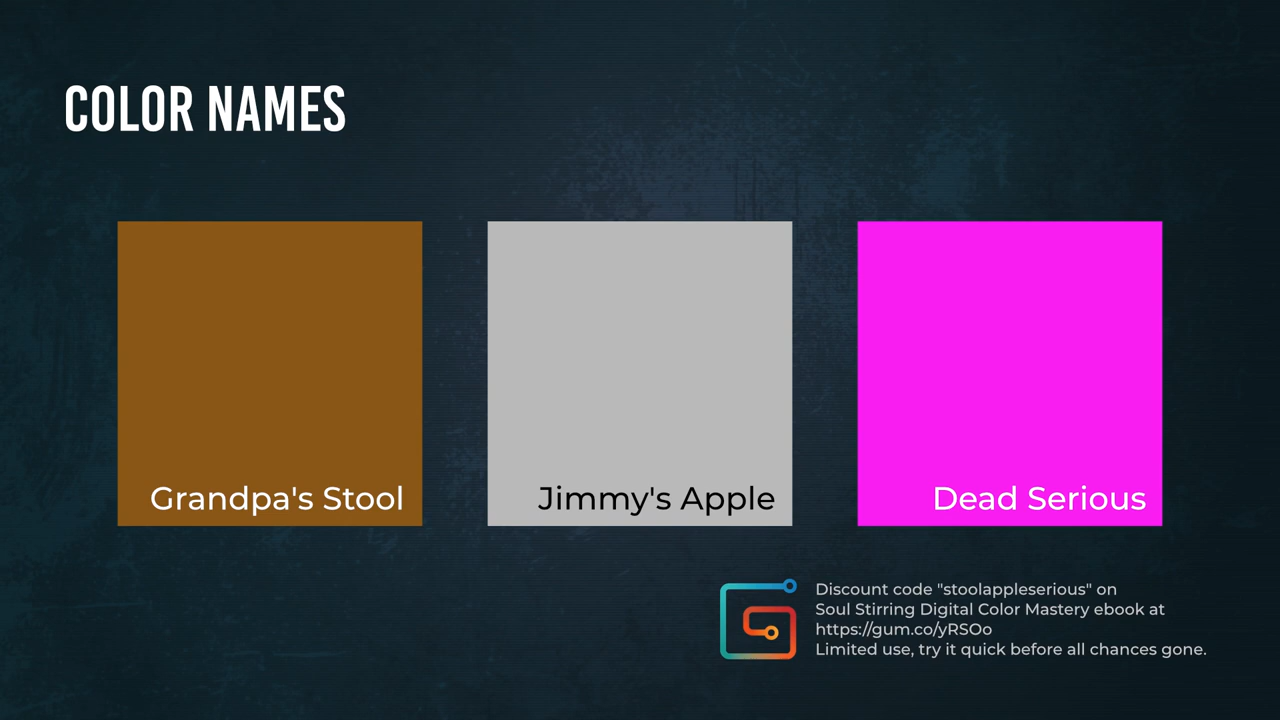 COLOR NAMES
Grandpa's Stool
Jimmy's Apple
Dead Serious
Discount code "stoolappleserious" on
Soul Stirring Digital Color Mastery ebook at
https://gum.co/yRSOo
Limited use, try it quick before all chances gone.